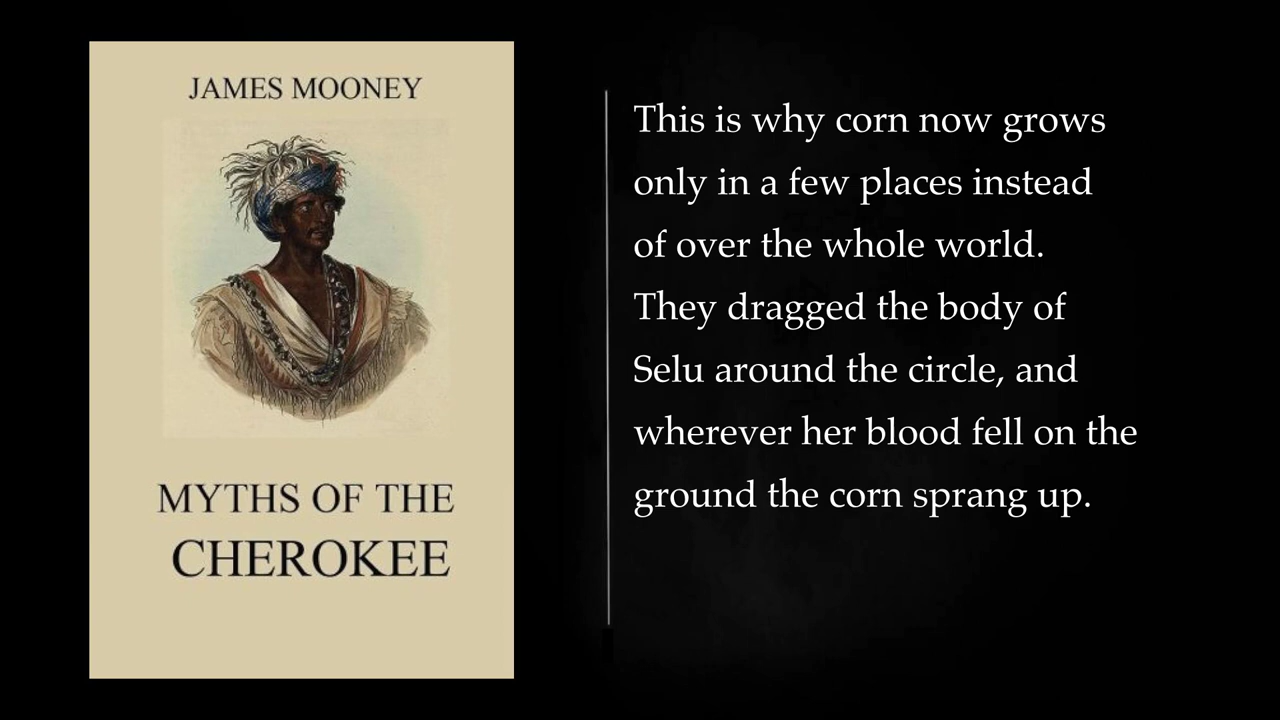 JAMES MOONEY
MYTHS OF THE
CHEROKEE
This is why corn now grows
only in a few places instead
of over the whole world.
They dragged the body of
Selu around the circle, and
wherever her blood fell on the
ground the corn sprang up.